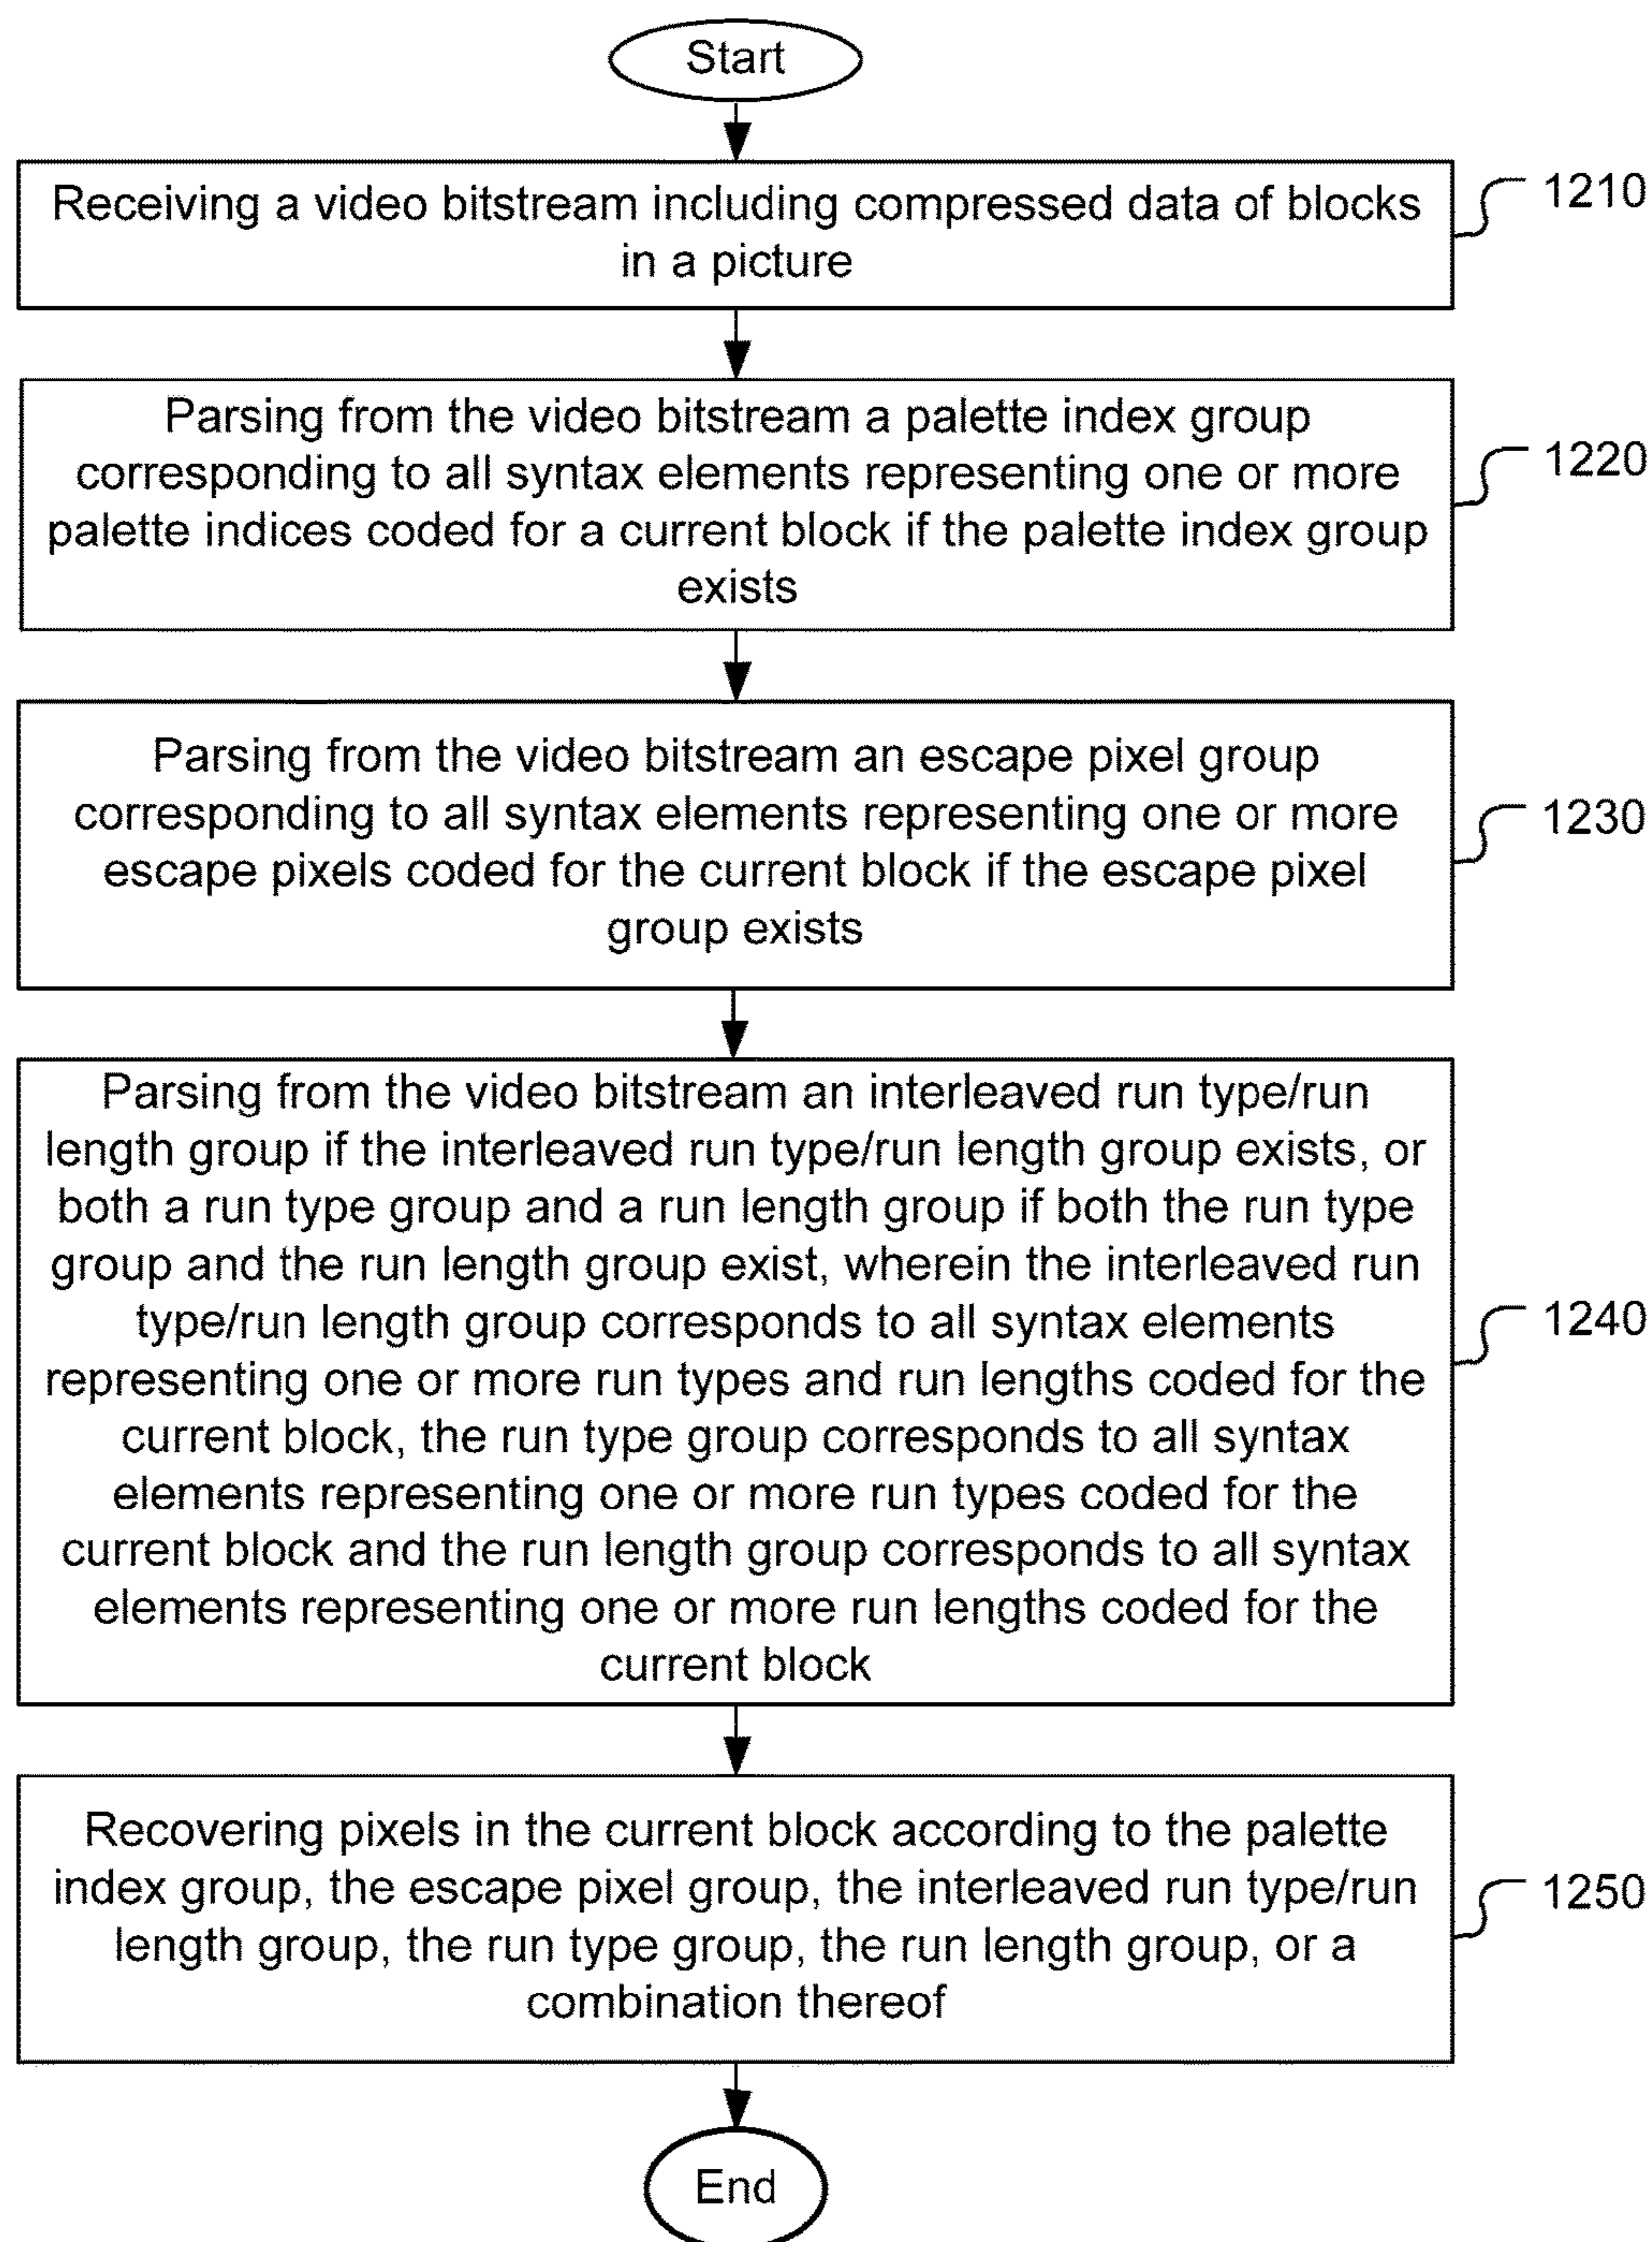 Start
Receiving a video bitstream including compressed data of blocks
in a picture
1210
Parsing from the video bitstream a palette index group
corresponding to all syntax elements representing one or more
palette indices coded for a current block if the palette index group
exists
1220
Parsing from the video bitstream an escape pixel group
corresponding to all syntax elements representing one or more
escape pixels coded for the current block if the escape pixel
group exists
1230
Parsing from the video bitstream an interleaved run type/run
length group if the interleaved run type/run length group exists, or
both a run type group and a run length group if both the run type
group and the run length group exist, wherein the interleaved run
type/run length group corresponds to all syntax elements
representing one or more run types and run lengths coded for the
current block, the run type group corresponds to all syntax
elements representing one or more run types coded for the
current block and the run length group corresponds to all syntax
elements representing one or more run lengths coded for the
current block
1240
Recovering pixels in the current block according to the palette
index group, the escape pixel group, the interleaved run type/run
length group, the run type group, the run length group, or a
combination thereof
1250
End